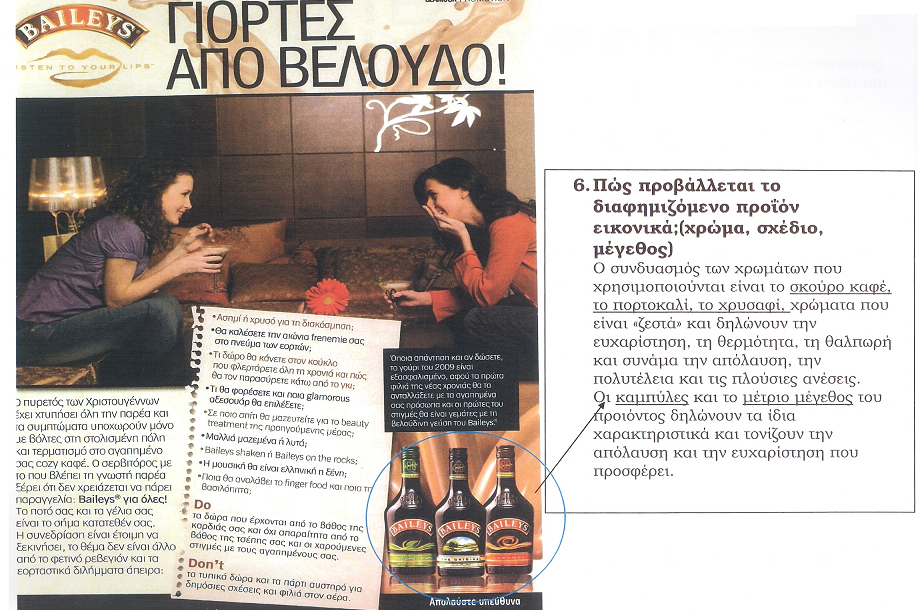 BAILEYS®
LISTEN TO YOUR LIPS™
ΓΙΟΡΤΕΣ
ΑΠΟ ΒΕΛΟΥΔΟ!
Ο πυρετός των Χριστουγέννων
έχει χτυπήσει όλη την παρέα και
τα συμπτώματα υποχωρούν μόνο
με βόλτες στη στολισμένη πόλη
και τερματισμό στο αγαπημένο
σας cozy καφέ. Ο σερβιτόρος με
το που βλέπει τη γνωστή παρέα
ξέρει ότι δεν χρειάζεται να πάρει
παραγγελία: Baileys® για όλες!
Το ποτό σας και τα γέλια σας
είναι το σήμα κατατεθέν σας.
Η συνεδρίαση είναι έτοιμη να
ξεκινήσει, το θέμα δεν είναι άλλο
από το φετινό ρεβεγιόν και τα
εορταστικά διλήμματα άπειρα:
• Ασημί ή χρυσό για τη διακόσμηση;
• Θα καλέσετε την αιώνια frenemie σας
στο πνεύμα των εορτών;
• Τι δώρο θα κάνετε στον κούκλο
που φλερτάρετε όλη τη χρονιά και πώς
θα τον παρασύρετε κάτω από το γκι;
• Τι θα φορέσετε και ποια glamorous
αξεσουάρ θα επιλέξετε;
• Σε ποιο σπίτι θα μαζευτείτε για το beauty
treatment της προηγούμενης μέρας;
• Μαλλιά μαζεμένα ή λυτά;
• Baileys shaken ή Baileys on the rocks;
• Η μουσική θα είναι ελληνική ή ξένη;
• Ποια θα αναλάβει το finger food και ποια τη
βασιλόπιτα;
Do
τα δώρα που έρχονται από το βάθος της
καρδιάς σας και όχι απαραίτητα από το
βάθος της τσέπης σας και οι χαρούμενες
στιγμές με τους αγαπημένους σας.
Don't
τα τυπικά δώρα και τα πάρτι αυστηρά για
δημόσιες σχέσεις και φιλιά στον αέρα.
Όποια απάντηση και αν δώσετε,
το γούρι του 2009 είναι
εξασφαλισμένο, αφού τα πρώτα
φιλιά της νέας χρονιάς θα τα
ανταλλάξετε με τα αγαπημένα
σας πρόσωπα και οι πρώτες του
στιγμές θα είναι γεμάτες με τη
βελούδινη γεύση του Baileys.
BAILEYS
BAILEYS
BAILEYS
Απολαύστε υπεύθυνα
6. Πώς προβάλλεται το
διαφημιζόμενο προϊόν
εικονικά;(χρώμα, σχέδιο,
μέγεθος)
Ο συνδυασμός των χρωμάτων που
χρησιμοποιούνται είναι το σκούρο καφέ,
το πορτοκαλί, το χρυσαφί, χρώματα που
είναι «ζεστά» και δηλώνουν την
ευχαρίστηση, τη θερμότητα, τη θαλπωρή
και συνάμα την απόλαυση, την
πολυτέλεια και τις πλούσιες ανέσεις.
Οι καμπύλες και το μέτριο μέγεθος του
προϊόντος δηλώνουν τα ίδια
χαρακτηριστικά και τονίζουν την
απόλαυση και την ευχαρίστηση που
προσφέρει.